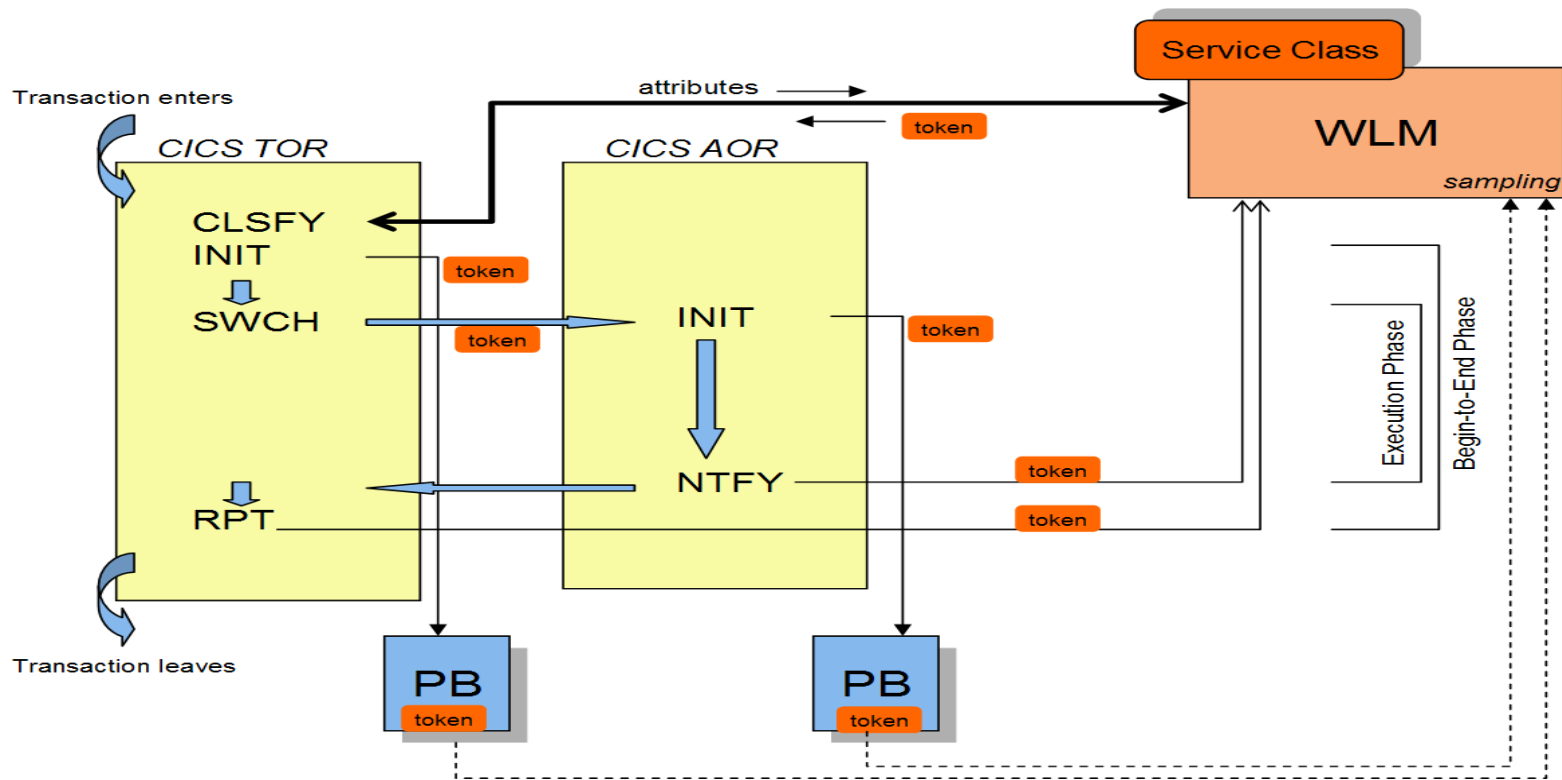 Service Class
Transaction enters
attributes
token
WLM
CICS TOR
CICS AOR
sampling
CLSFY
INIT
token
SWCH
token
INIT
token
Execution Phase
Begin-to-End Phase
NTFY
token
RPT
token
Transaction leaves
PB
token
PB
token